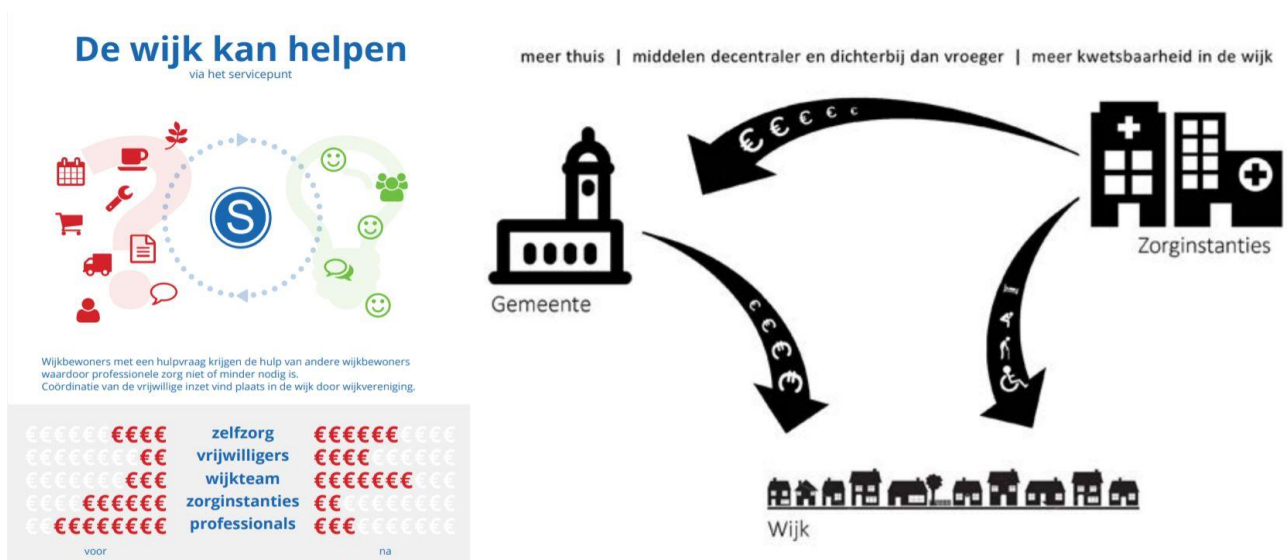 De wijk kan helpen
via het servicepunt
S
Wijkbewoners met een hulpvraag krijgen de hulp van andere wijkbewoners
waardoor professionele zorg niet of minder nodig is.
Coördinatie van de vrijwillige inzet vind plaats in de wijk door wijkvereniging.
€€€€€€€€€€ zelfzorg €€€€€€€€€€
€€€€€€€€€€ vrijwilligers €€€€€€€€€€
€€€€€€€€€€ wijkteam €€€€€€€€€€
€€€€€€€€€€ zorginstanties €€€€€€€€€€
€€€€€€€€€€ professionals €€€€€€€€€€
voor na
meer thuis | middelen decentraler en dichterbij dan vroeger | meer kwetsbaarheid in de wijk
€ € € € €
Zorginstanties
Gemeente
€ € € €
Wijk